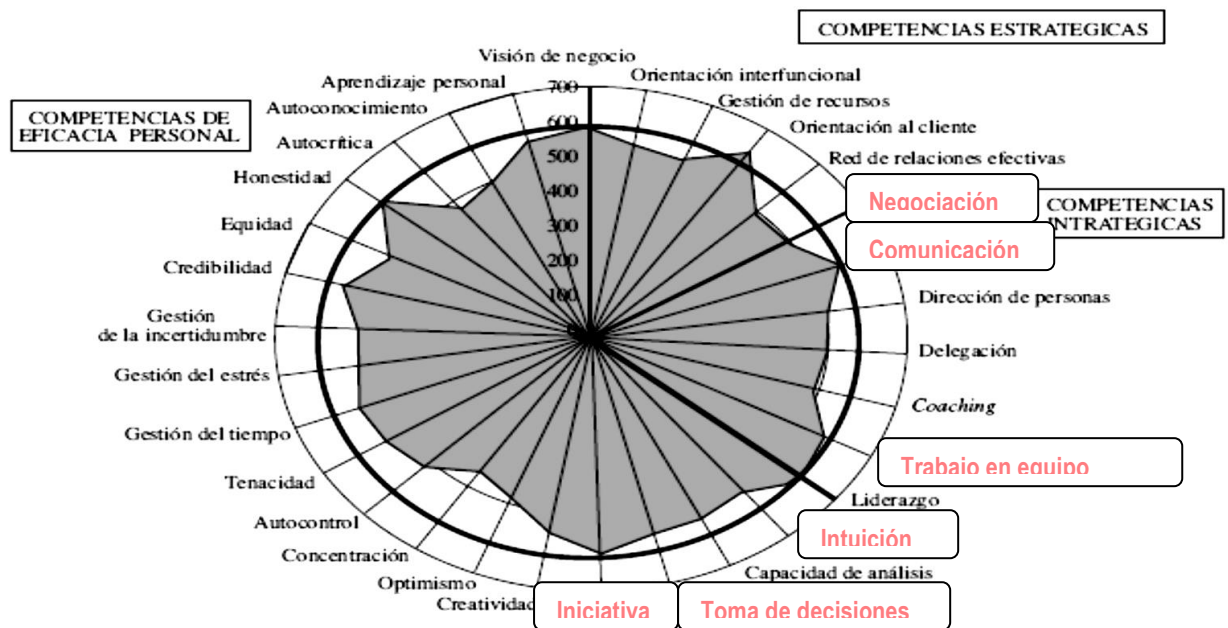 COMPETENCIAS ESTRATEGICAS
Visión de negocio
Orientación interfuncional
Aprendizaje personal
Gestión de recursos
Autoconocimiento
COMPETENCIAS DE
EFICACIA PERSONAL
Orientación al cliente
Autocrítica
Red de relaciones efectivas
Honestidad
Negociación
COMPETENCIAS
INTRATEGICAS
Equidad
Comunicación
Credibilidad
Dirección de personas
Gestión
de la incertidumbre
Delegación
Gestión del estrés
Coaching
Gestión del tiempo
Trabajo en equipo
Tenacidad
Liderazgo
Autocontrol
Intuición
Concentración
Capacidad de análisis
Optimismo
Creatividad
Iniciativa
Toma de decisiones
700
600
500
400
300
200
100
0